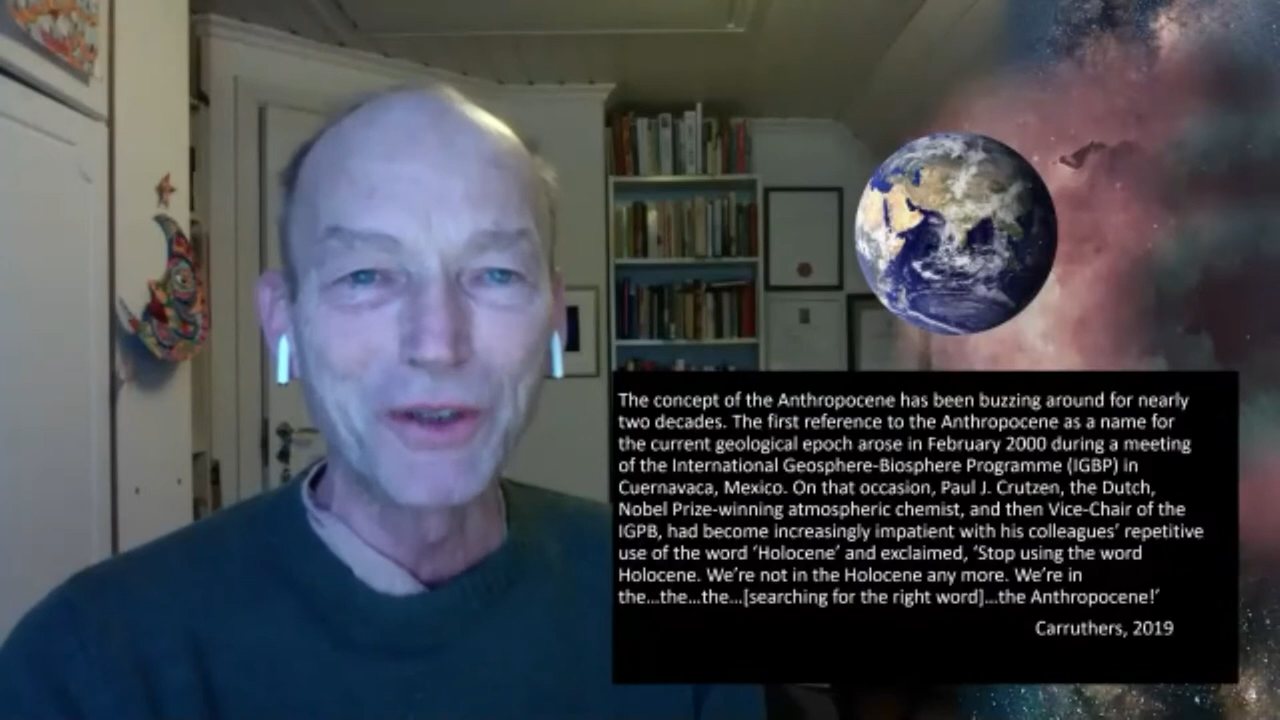 The concept of the Anthropocene has been buzzing around for nearly
two decades. The first reference to the Anthropocene as a name for
the current geological epoch arose in February 2000 during a meeting
of the International Geosphere-Biosphere Programme (IGBP) in
Cuernavaca, Mexico. On that occasion, Paul J. Crutzen, the Dutch,
Nobel Prize-winning atmospheric chemist, and then Vice-Chair of the
IGPB, had become increasingly impatient with his colleagues’ repetitive
use of the word ‘Holocene’ and exclaimed, ‘Stop using the word
Holocene. We’re not in the Holocene any more. We’re in
the…the…the…[searching for the right word]…the Anthropocene!’
Carruthers, 2019